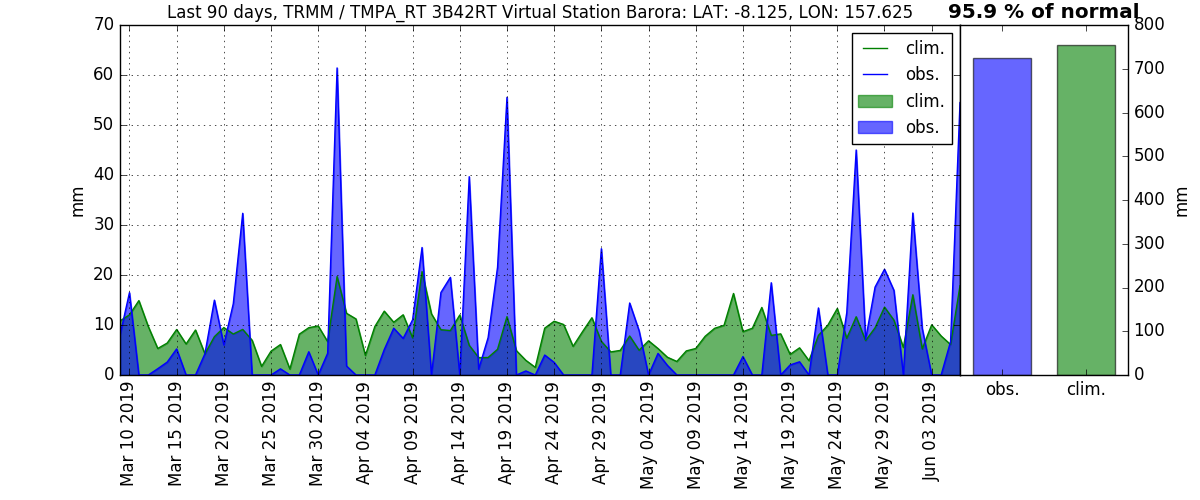 Last 90 days, TRMM / TMPA_RT 3B42RT Virtual Station Barora: LAT: -8.125, LON: 157.625
95.9 % of normal
mm
70
60
50
40
30
20
10
0
clim.
obs.
clim.
obs.
800
700
600
500
400
300
200
100
0
mm
Mar 10 2019
Mar 15 2019
Mar 20 2019
Mar 25 2019
Mar 30 2019
Apr 04 2019
Apr 09 2019
Apr 14 2019
Apr 19 2019
Apr 24 2019
Apr 29 2019
May 04 2019
May 09 2019
May 14 2019
May 19 2019
May 24 2019
May 29 2019
Jun 03 2019
obs.
clim.